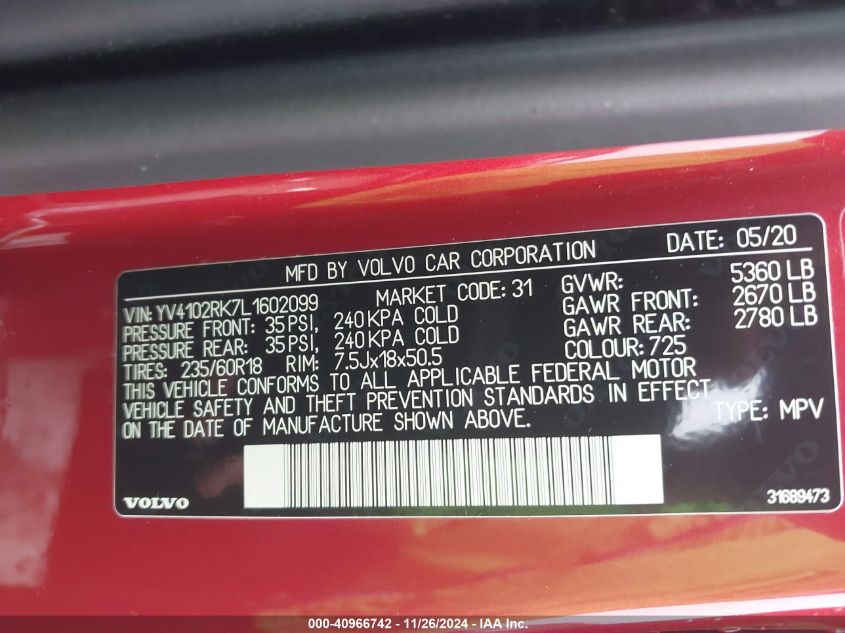 MFD BY VOLVO CAR CORPORATION DATE: 05/20
VIN: YV4102RK7L1602099 MARKET CODE: 31 GVWR: 5360 LB
PRESSURE FRONT: 35 PSI, 240 KPA COLD GAWR FRONT: 2670 LB
PRESSURE REAR: 35 PSI, 240 KPA COLD GAWR REAR: 2780 LB
TIRES: 235/60R18 RIM: 7.5Jx18x50.5 COLOUR: 725
THIS VEHICLE CONFORMS TO ALL APPLICABLE FEDERAL MOTOR
VEHICLE SAFETY AND THEFT PREVENTION STANDARDS IN EFFECT
ON THE DATE OF MANUFACTURE SHOWN ABOVE. TYPE: MPV
VOLVO 31689473
000-40966742 — 11/26/2024 — IAA Inc.